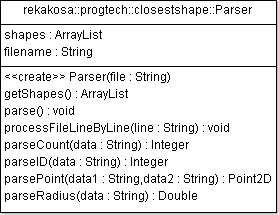 rekakosa::progtech::closestshape::Parser
shapes : ArrayList
filename : String
<<create>> Parser(file : String)
getShapes() : ArrayList
parse() : void
processFileLineByLine(line : String) : void
parseCount(data : String) : Integer
parseID(data : String) : Integer
parsePoint(data1 : String,data2 : String) : Point2D
parseRadius(data : String) : Double